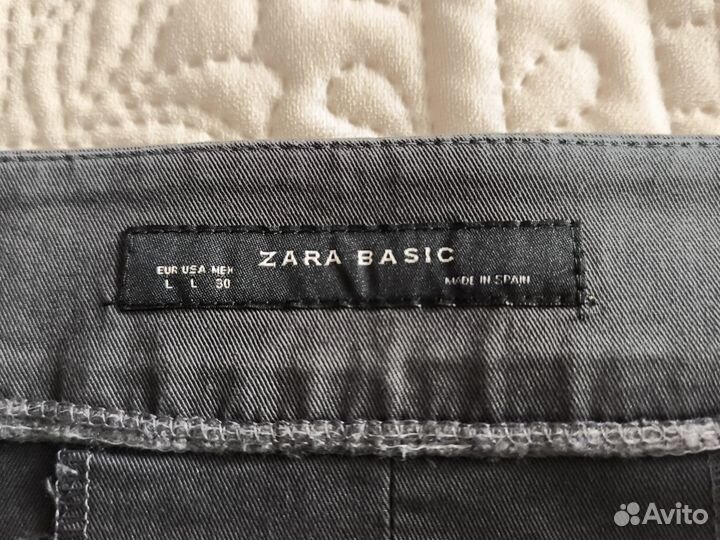 ZARA BASIC
EUR USA MEX
L L 30
MADE IN SPAIN
Avito